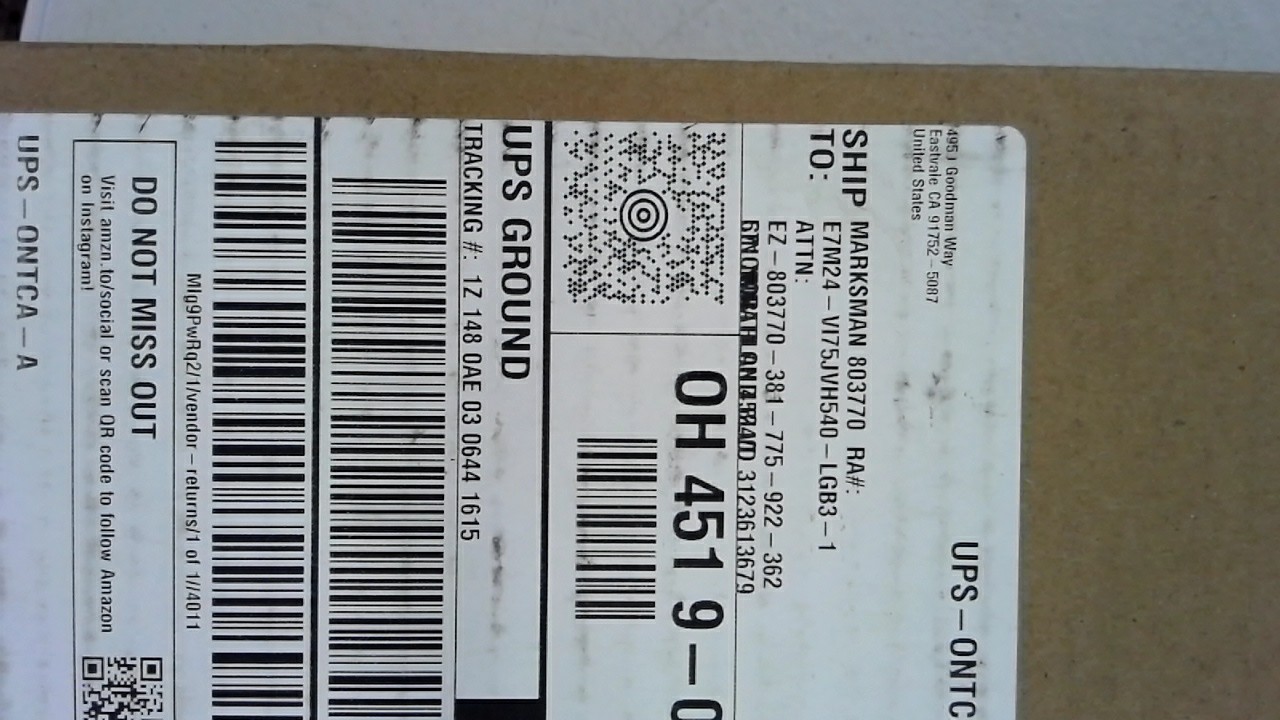 4951 Goodman Way
Eastvale CA 91752-5087
United States
UPS-ONTC
SHIP MARKSMAN 803770 RA#:
TO: E7M24-VI75JVH540-LGB3-1
ATTN:
EZ-803770-381-775-922-362
3123613679
OH 451 9-0
UPS GROUND
TRACKING #: 1Z 148 0AE 03 0644 1615
MIg9PwRq2/1/vendor-returns/1 of 1//4011
DO NOT MISS OUT
Visit amzn.to/social or scan QR code to follow Amazon
on Instagram!
UPS-ONTCA-A